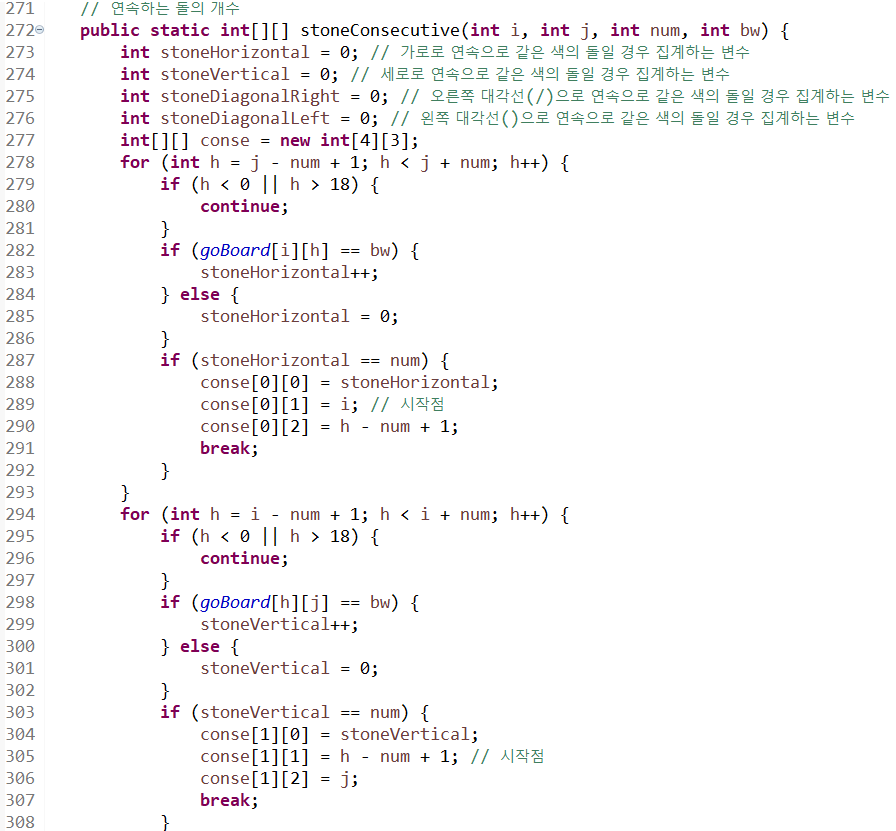 271 // 연속하는 돌의 개수
272 public static int[][] stoneConsecutive(int i, int j, int num, int bw) {
273 int stoneHorizontal = 0; // 가로로 연속으로 같은 색의 돌일 경우 집계하는 변수
274 int stoneVertical = 0; // 세로로 연속으로 같은 색의 돌일 경우 집계하는 변수
275 int stoneDiagonalRight = 0; // 오른쪽 대각선(/)으로 연속으로 같은 색의 돌일 경우 집계하는 변수
276 int stoneDiagonalLeft = 0; // 왼쪽 대각선()으로 연속으로 같은 색의 돌일 경우 집계하는 변수
277 int[][] conse = new int[4][3];
278 for (int h = j - num + 1; h < j + num; h++) {
279 if (h < 0 || h > 18) {
280 continue;
281 }
282 if (goBoard[i][h] == bw) {
283 stoneHorizontal++;
284 } else {
285 stoneHorizontal = 0;
286 }
287 if (stoneHorizontal == num) {
288 conse[0][0] = stoneHorizontal;
289 conse[0][1] = i; // 시작점
290 conse[0][2] = h - num + 1;
291 break;
292 }
293 }
294 for (int h = i - num + 1; h < i + num; h++) {
295 if (h < 0 || h > 18) {
296 continue;
297 }
298 if (goBoard[h][j] == bw) {
299 stoneVertical++;
300 } else {
301 stoneVertical = 0;
302 }
303 if (stoneVertical == num) {
304 conse[1][0] = stoneVertical;
305 conse[1][1] = h - num + 1; // 시작점
306 conse[1][2] = j;
307 break;
308 }